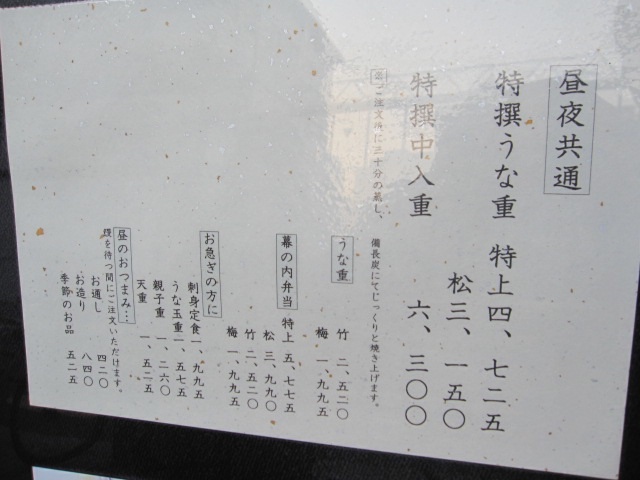 昼夜共通
特撰うな重 特上四、七二五
松三、一五〇
特撰中入重 六、三〇〇
ご注文後に三十分の蒸し、備長炭にてじっくりと焼き上げます。
うな重 竹 二、五二〇
梅 一、九九五
幕の内弁当 特上 五、七七五
松 三、九九〇
竹 二、五二〇
梅 一、九九五
お急ぎの方に
刺身定食一、九九五
うな玉重一、五七五
親子重 一、二六〇
天重 一、五二五
昼のおつまみ…
鰻を待つ間にご注文いただけます。
お通し 四二〇
お造り 八四〇
季節のお品 五二五